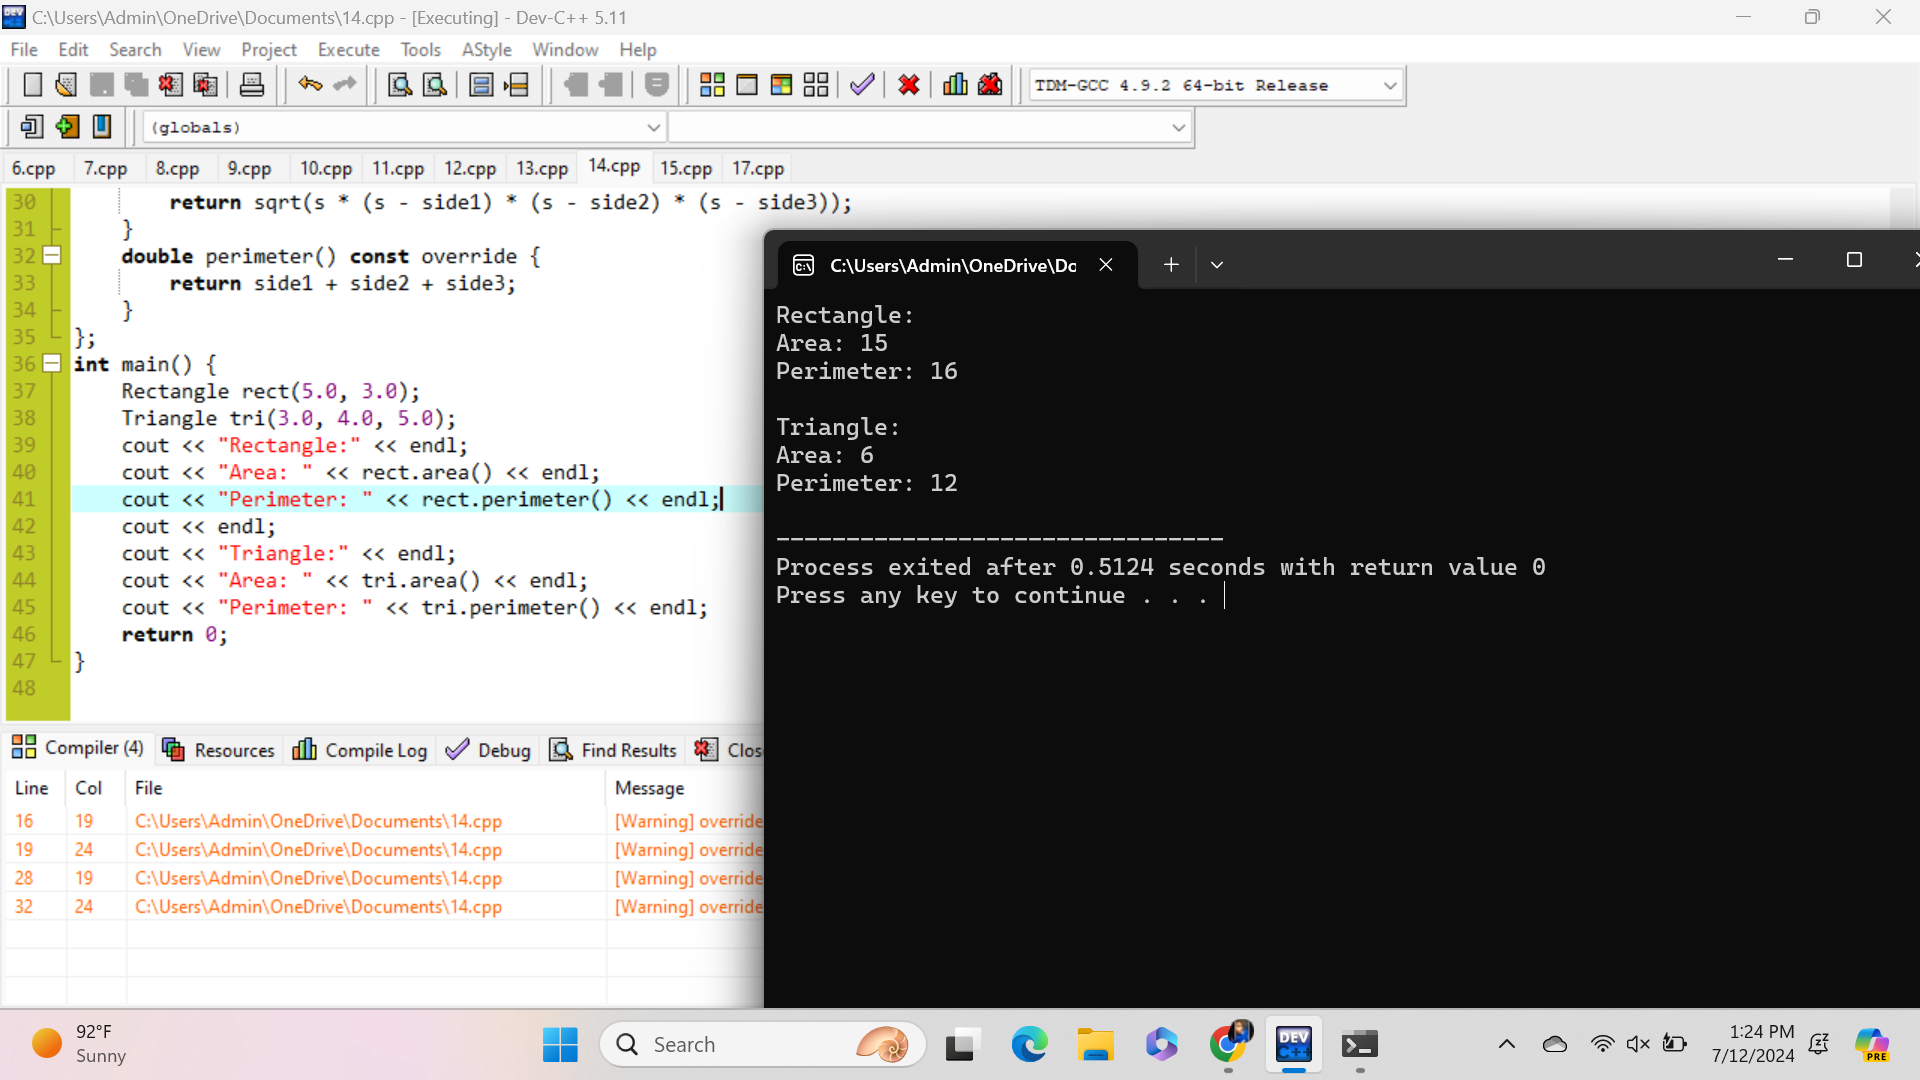 C:\Users\Admin\OneDrive\Documents\14.cpp - [Executing] - Dev-C++ 5.11
File Edit Search View Project Execute Tools AStyle Window Help
TDM-GCC 4.9.2 64-bit Release
(globals)
6.cpp 7.cpp 8.cpp 9.cpp 10.cpp 11.cpp 12.cpp 13.cpp 14.cpp 15.cpp 17.cpp
30 return sqrt(s * (s - side1) * (s - side2) * (s - side3));
31 }
32 double perimeter() const override {
33 return side1 + side2 + side3;
34 }
35 };
36 int main() {
37 Rectangle rect(5.0, 3.0);
38 Triangle tri(3.0, 4.0, 5.0);
39 cout << "Rectangle:" << endl;
40 cout << "Area: " << rect.area() << endl;
41 cout << "Perimeter: " << rect.perimeter() << endl;
42 cout << endl;
43 cout << "Triangle:" << endl;
44 cout << "Area: " << tri.area() << endl;
45 cout << "Perimeter: " << tri.perimeter() << endl;
46 return 0;
47 }
48
C:\Users\Admin\OneDrive\Dc
Rectangle:
Area: 15
Perimeter: 16
Triangle:
Area: 6
Perimeter: 12
--------------------------------
Process exited after 0.5124 seconds with return value 0
Press any key to continue . . .
Compiler (4) Resources Compile Log Debug Find Results Clos
Line Col File Message
16 19 C:\Users\Admin\OneDrive\Documents\14.cpp [Warning] override
19 24 C:\Users\Admin\OneDrive\Documents\14.cpp [Warning] override
28 19 C:\Users\Admin\OneDrive\Documents\14.cpp [Warning] override
32 24 C:\Users\Admin\OneDrive\Documents\14.cpp [Warning] override
92°F
Sunny
Search
DEV
C++
1:24 PM
7/12/2024
PRE